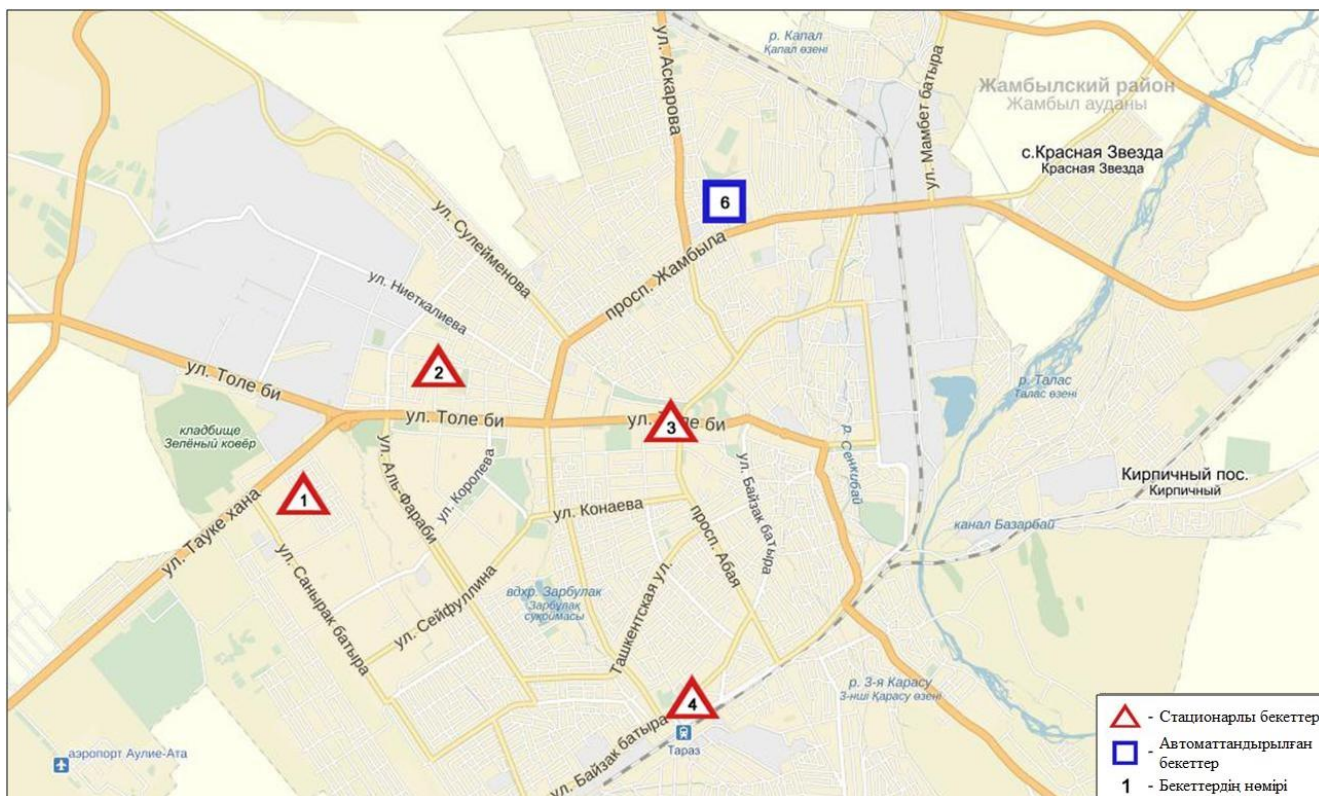 р. Капал
Қапал өзені
ул. Аскарова
ул. Мамбет батыра
Жамбылский район
Жамбыл ауданы
с.Красная Звезда
Красная Звезда
6
ул. Сулейменова
просп. Жамбыла
ул. Ниеткалиева
2
ул. Толе би
ул. Толе би
ул. Толе би
3
р. Талас
Талас өзені
кладбище
Зелёный ковёр
ул. Аль-Фараби
ул. Королева
ул. Байзак батыра
р. Сенкибай
Кирпичный пос.
Кирпичный
1
ул. Тауке хана
ул. Конаева
просп. Абая
канал Базарбай
ул. Санырак батыра
ул. Сейфуллина
вдхр. Зарбулак
Зарбулақ
суқоймасы
Ташкентская ул.
р. 3-я Карасу
3-нші Қарасу өзені
4
ул. Байзак батыра
Тараз
аэропорт Аулие-Ата
- Стационарлы бекеттер
- Автоматтандырылған
бекеттер
1 - Бекеттердің нөмірі